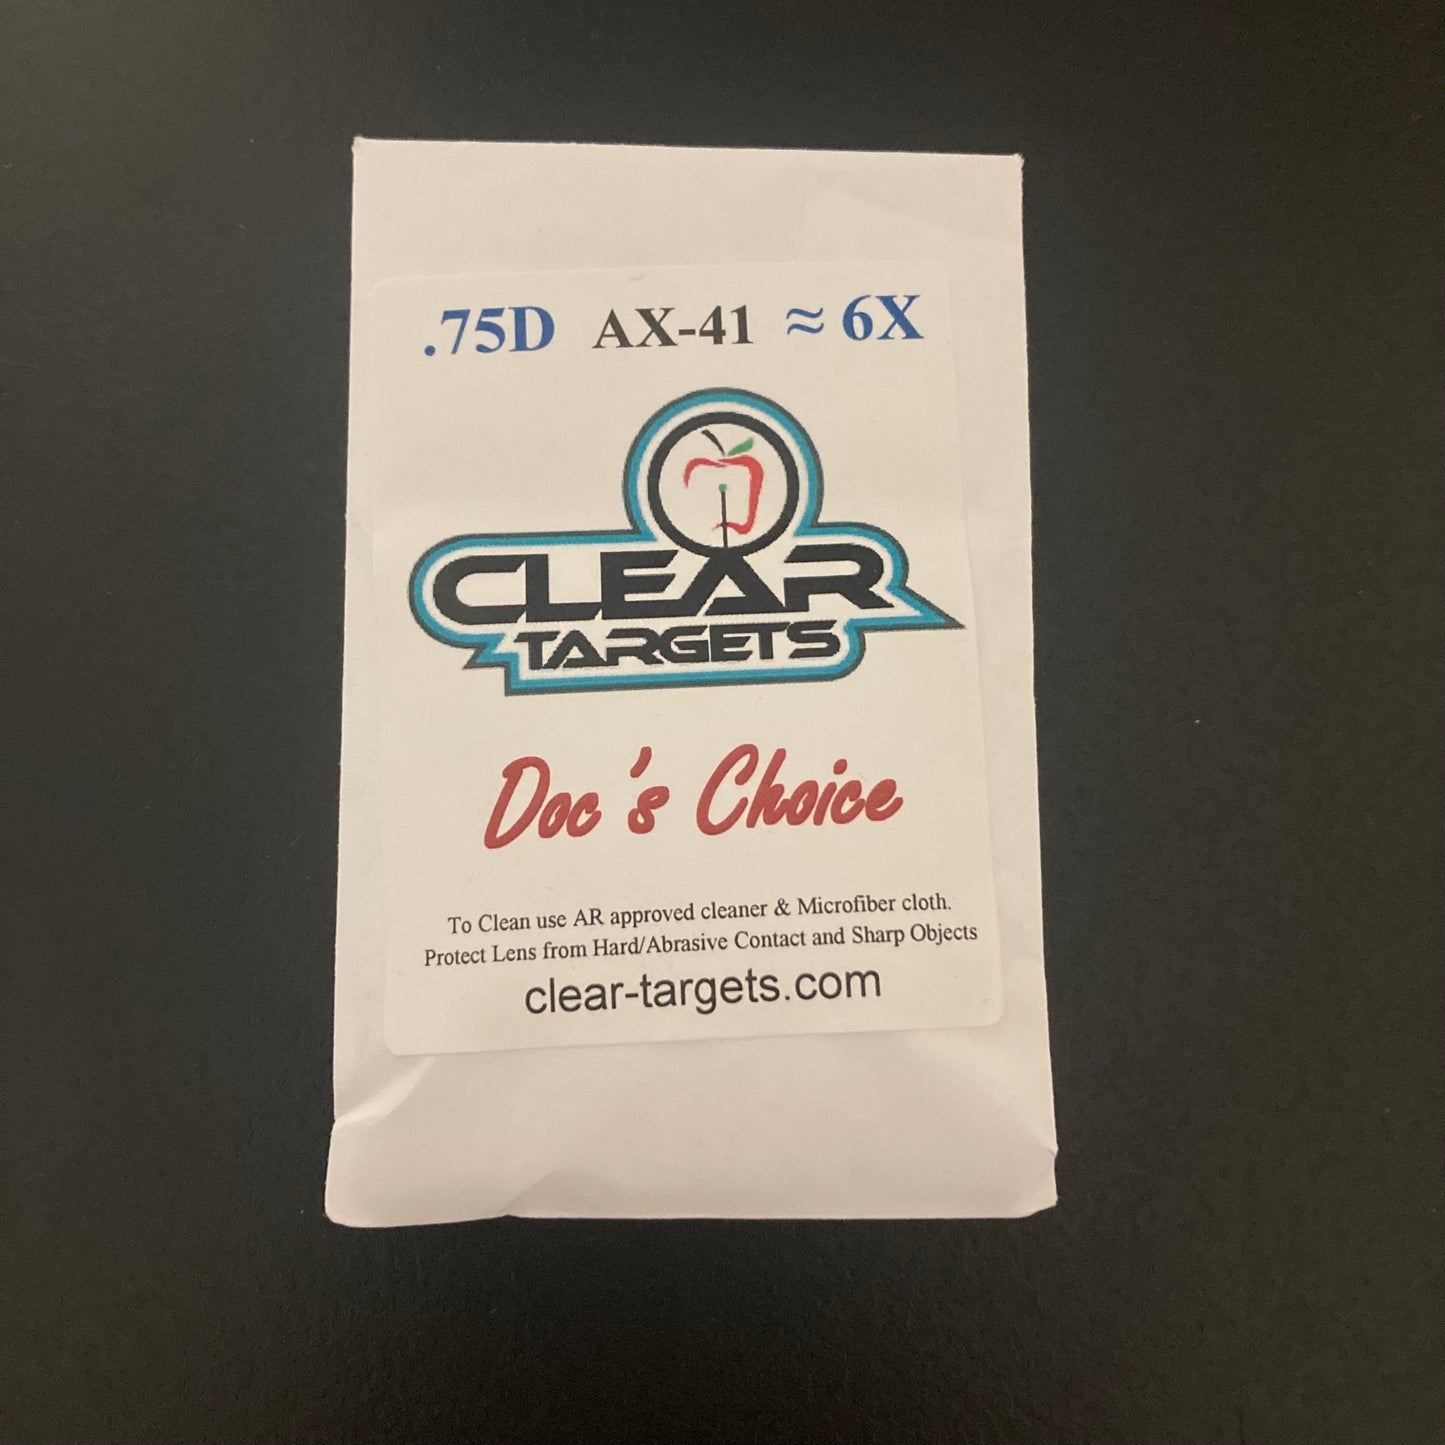 .75D AX-41 ≈ 6X
CLEAR
TARGETS
Doc's Choice
To Clean use AR approved cleaner & Microfiber cloth.
Protect Lens from Hard/Abrasive Contact and Sharp Objects
clear-targets.com